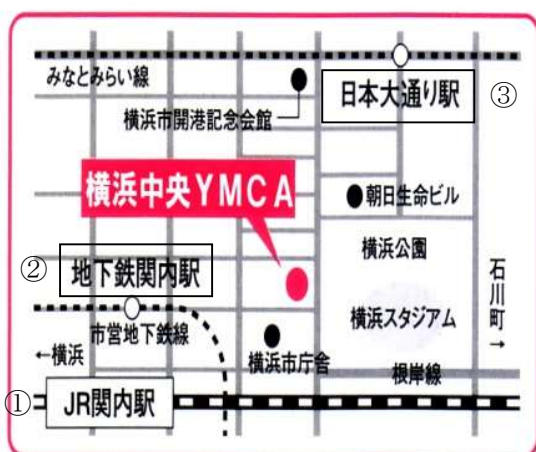 みなとみらい線
日本大通り駅
③
横浜市開港記念会館
横浜中央YMCA
朝日生命ビル
横浜公園
②
地下鉄関内駅
石川町→
市営地下鉄線
横浜スタジアム
←横浜
横浜市庁舎
根岸線
①
JR関内駅